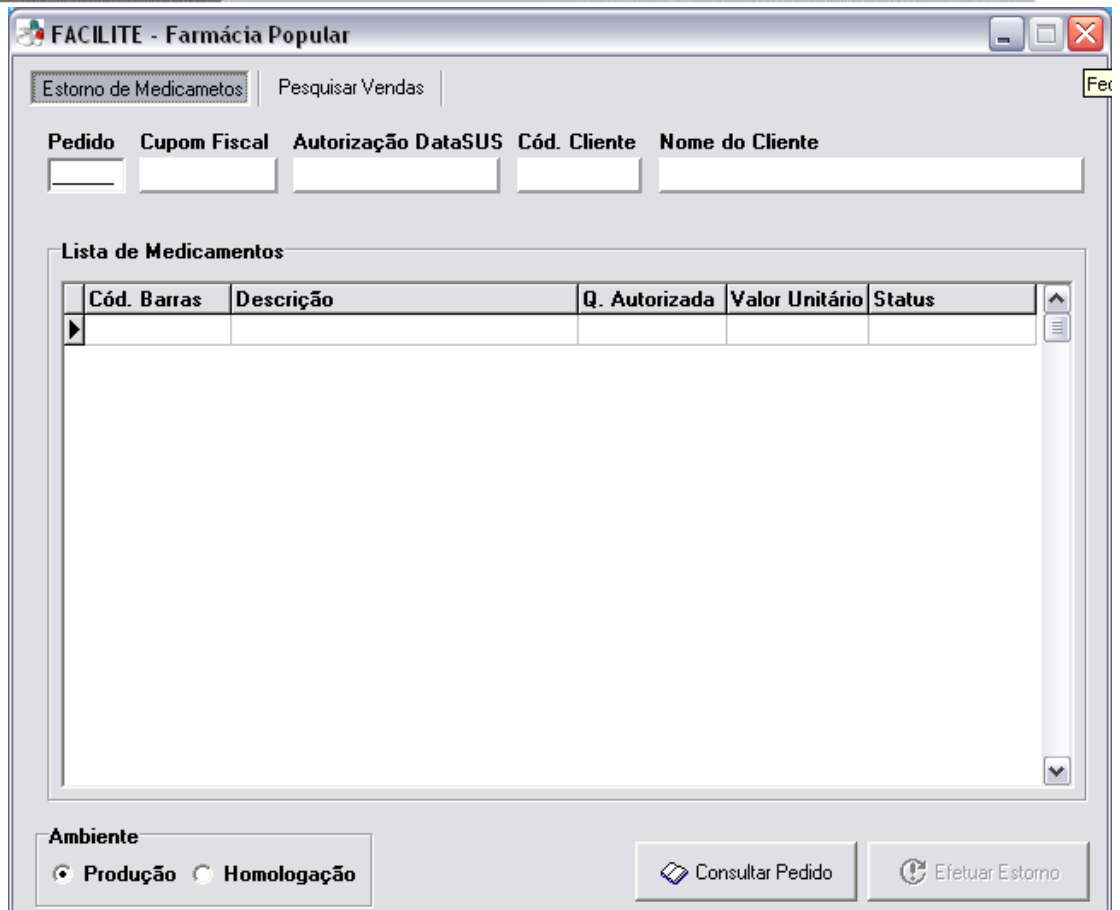 FACILITE - Farmácia Popular
Estorno de Medicametos Pesquisar Vendas
Pedido Cupom Fiscal Autorização DataSUS Cód. Cliente Nome do Cliente
Lista de Medicamentos
Cód. Barras Descrição Q. Autorizada Valor Unitário Status
Ambiente
Produção Homologação
Consultar Pedido Efetuar Estorno